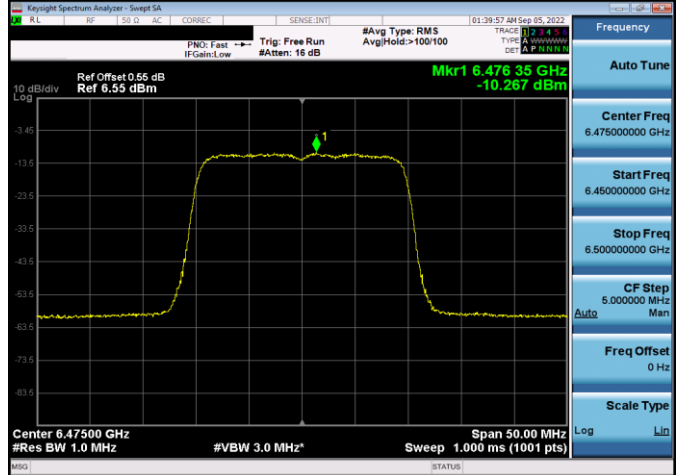 Keysight Spectrum Analyzer - Swept SA
RL RF 50 Ω AC CORREC SENSE:INT 01:39:57 AM Sep 05, 2022
PNO: Fast
IFGain:Low
Trig: Free Run
#Atten: 16 dB
#Avg Type: RMS
Avg|Hold:>100/100
TRACE 1 2 3 4 5 6
TYPE A WWWWW
DET A P N N N N
Mkr1 6.476 35 GHz
-10.267 dBm
Ref Offset 0.55 dB
10 dB/div Ref 6.55 dBm
Log
1
-3.45
-13.5
-23.5
-33.5
-43.5
-53.5
-63.5
-73.5
-83.5
Center 6.47500 GHz Span 50.00 MHz
#Res BW 1.0 MHz #VBW 3.0 MHz* Sweep 1.000 ms (1001 pts)
MSG STATUS
Frequency
Auto Tune
Center Freq
6.475000000 GHz
Start Freq
6.450000000 GHz
Stop Freq
6.500000000 GHz
CF Step
5.000000 MHz
Auto Man
Freq Offset
0 Hz
Scale Type
Log Lin